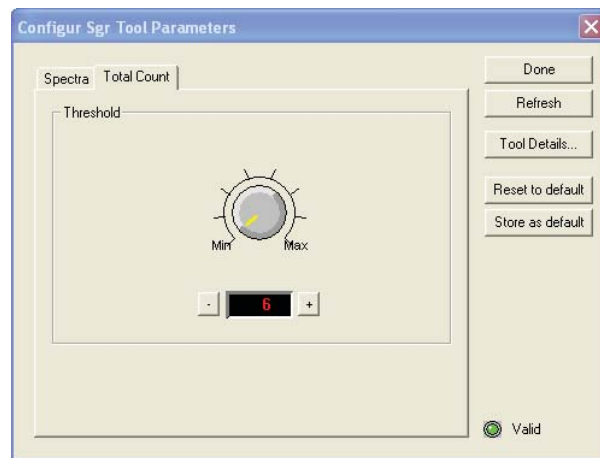 Configur Sgr Tool Parameters
Spectra
Total Count
Threshold
Min
Max
-
6
+
Done
Refresh
Tool Details...
Reset to default
Store as default
Valid